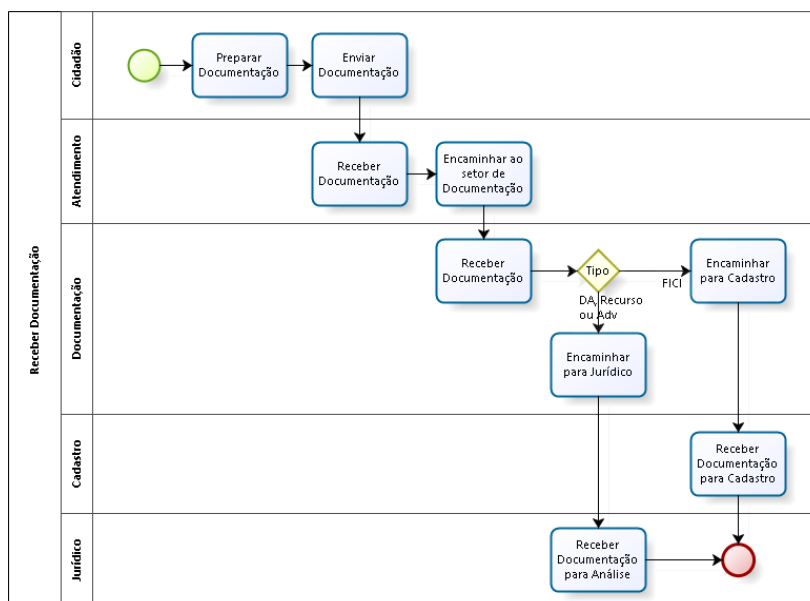 Receber Documentação
Cidadão
Preparar
Documentação
Enviar
Documentação
Atendimento
Receber
Documentação
Encaminhar ao
setor de
Documentação
Documentação
Receber
Documentação
Tipo
FICI
DA, Recurso
ou Adv
Encaminhar
para Cadastro
Encaminhar
para Jurídico
Cadastro
Receber
Documentação
para Cadastro
Jurídico
Receber
Documentação
para Análise